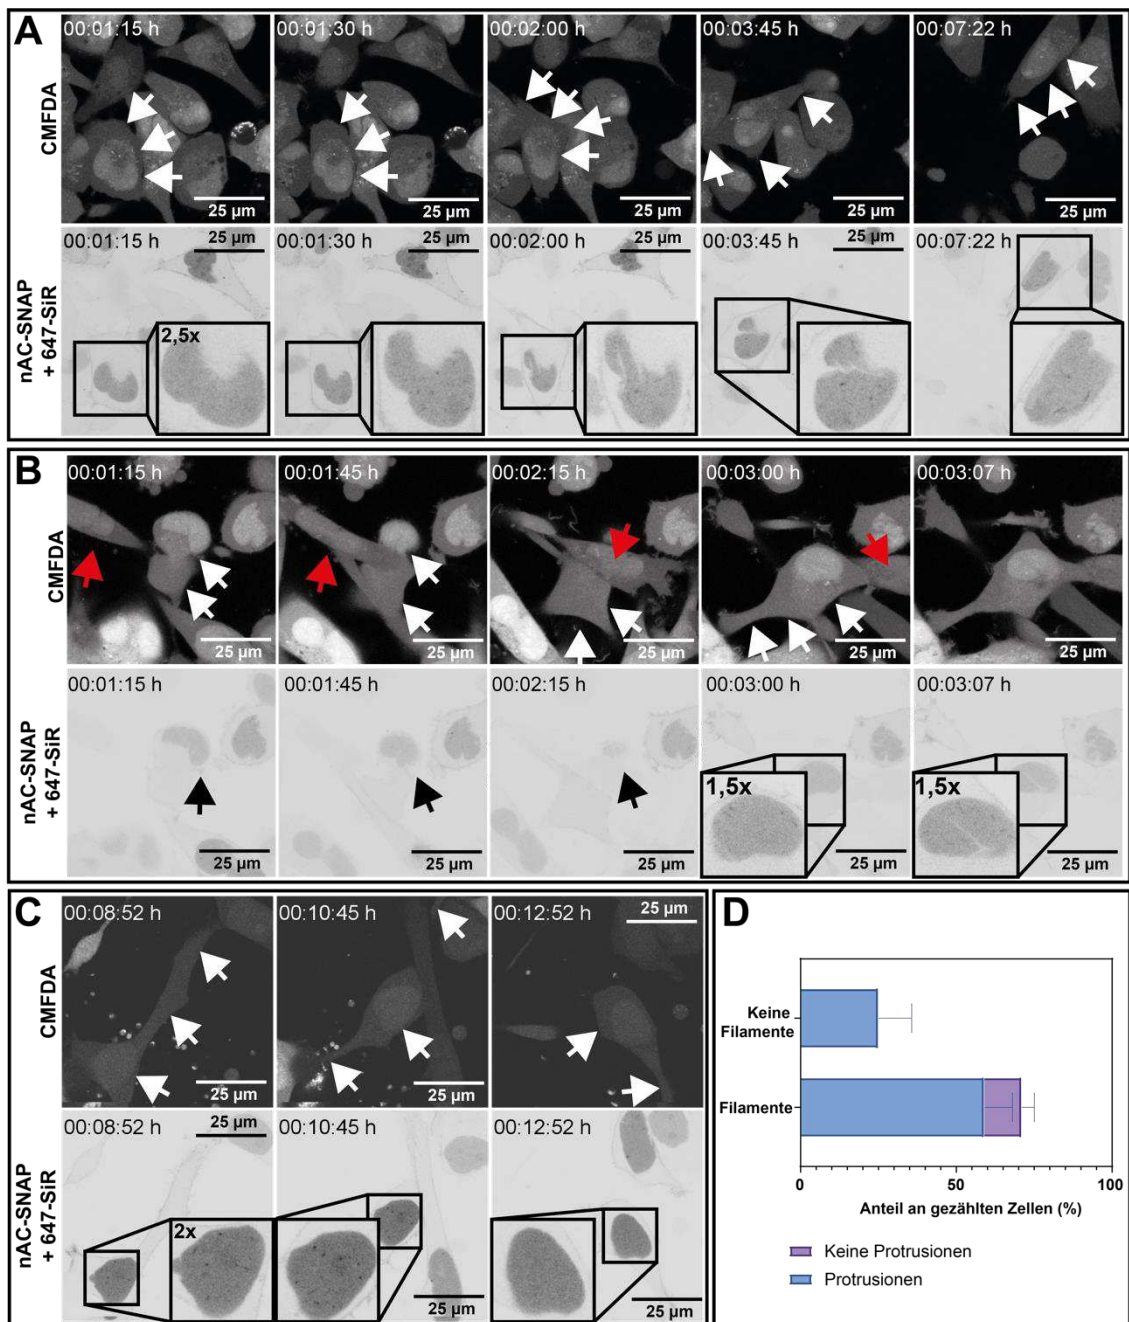 A
CMFDA
00:01:15 h
00:01:30 h
00:02:00 h
00:03:45 h
00:07:22 h
25 µm
25 µm
25 µm
25 µm
25 µm
nAC-SNAP
+ 647-SiR
00:01:15 h
00:01:30 h
00:02:00 h
00:03:45 h
00:07:22 h
25 µm
25 µm
25 µm
25 µm
25 µm
2,5x
B
CMFDA
00:01:15 h
00:01:45 h
00:02:15 h
00:03:00 h
00:03:07 h
25 µm
25 µm
25 µm
25 µm
25 µm
nAC-SNAP
+ 647-SiR
00:01:15 h
00:01:45 h
00:02:15 h
00:03:00 h
00:03:07 h
1,5x
1,5x
25 µm
25 µm
25 µm
25 µm
25 µm
C
CMFDA
00:08:52 h
00:10:45 h
00:12:52 h
25 µm
25 µm
25 µm
nAC-SNAP
+ 647-SiR
00:08:52 h
00:10:45 h
00:12:52 h
25 µm
2x
25 µm
25 µm
D
Keine
Filamente
Filamente
0
50
100
Anteil an gezählten Zellen (%)
Keine Protrusionen
Protrusionen